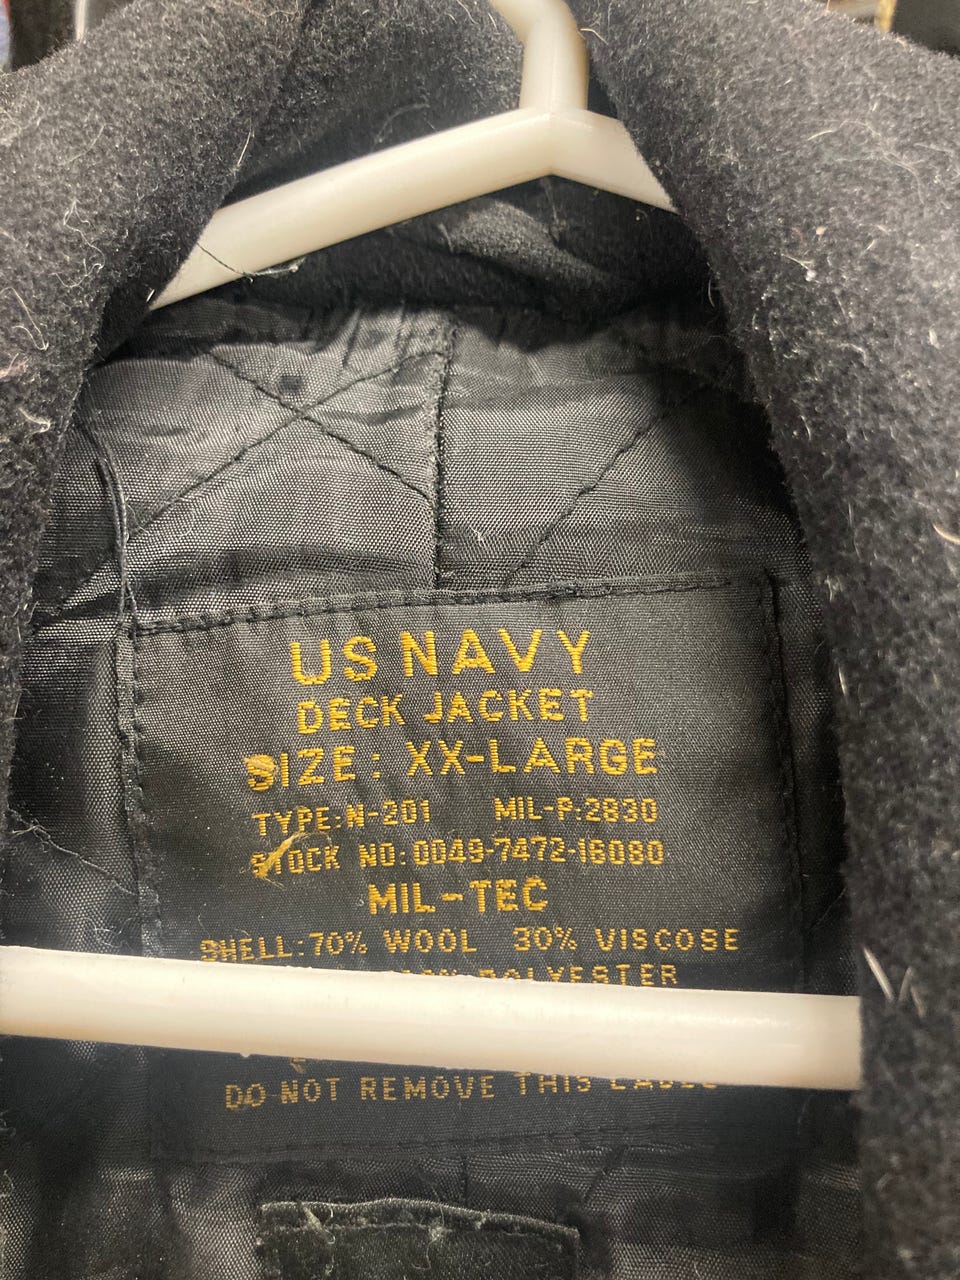 US NAVY
DECK JACKET
SIZE: XX-LARGE
TYPE:N-201 MIL-P:2830
STOCK NO:0049-7472-16080
MIL-TEC
SHELL:70% WOOL 30% VISCOSE
POLYESTER
DO NOT REMOVE THIS LABEL